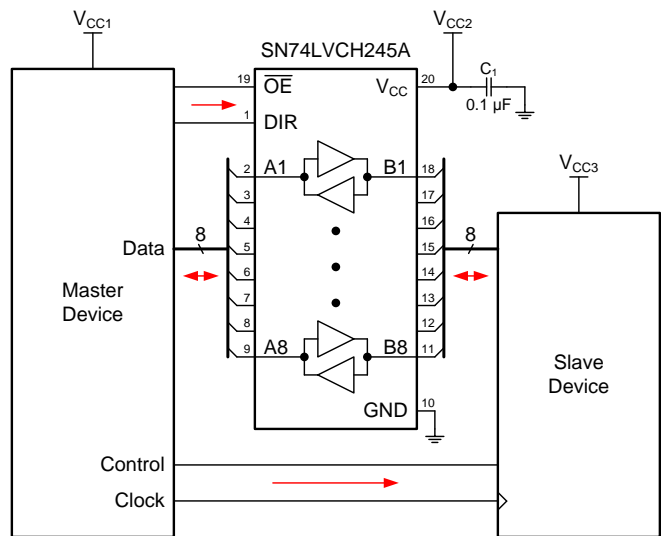 VCC1
VCC2
SN74LVCH245A
19
OE
VCC
20
C1
0.1 µF
1
DIR
2
A1
B1
18
3
17
VCC3
4
16
Data
8
5
15
8
6
14
Master
Device
7
13
8
12
9
A8
B8
11
Slave
Device
GND
10
Control
Clock